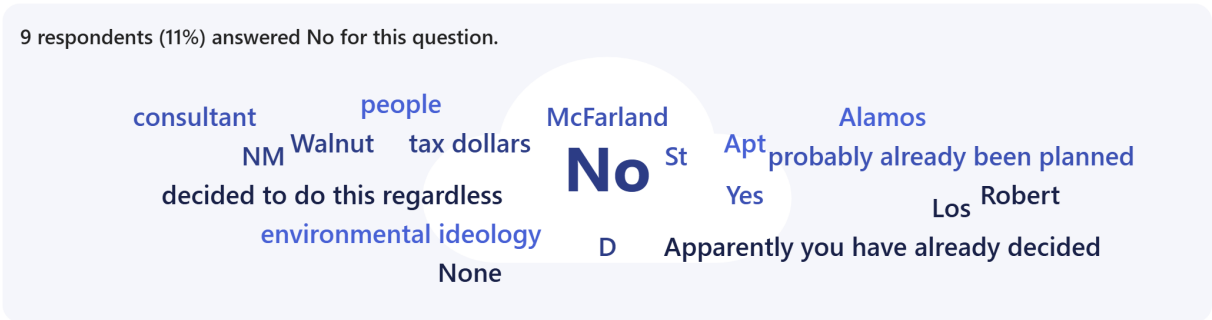 9 respondents (11%) answered No for this question.
people
consultant McFarland Alamos
NM Walnut tax dollars No St Apt probably already been planned
decided to do this regardless Yes Los Robert
environmental ideology D Apparently you have already decided
None